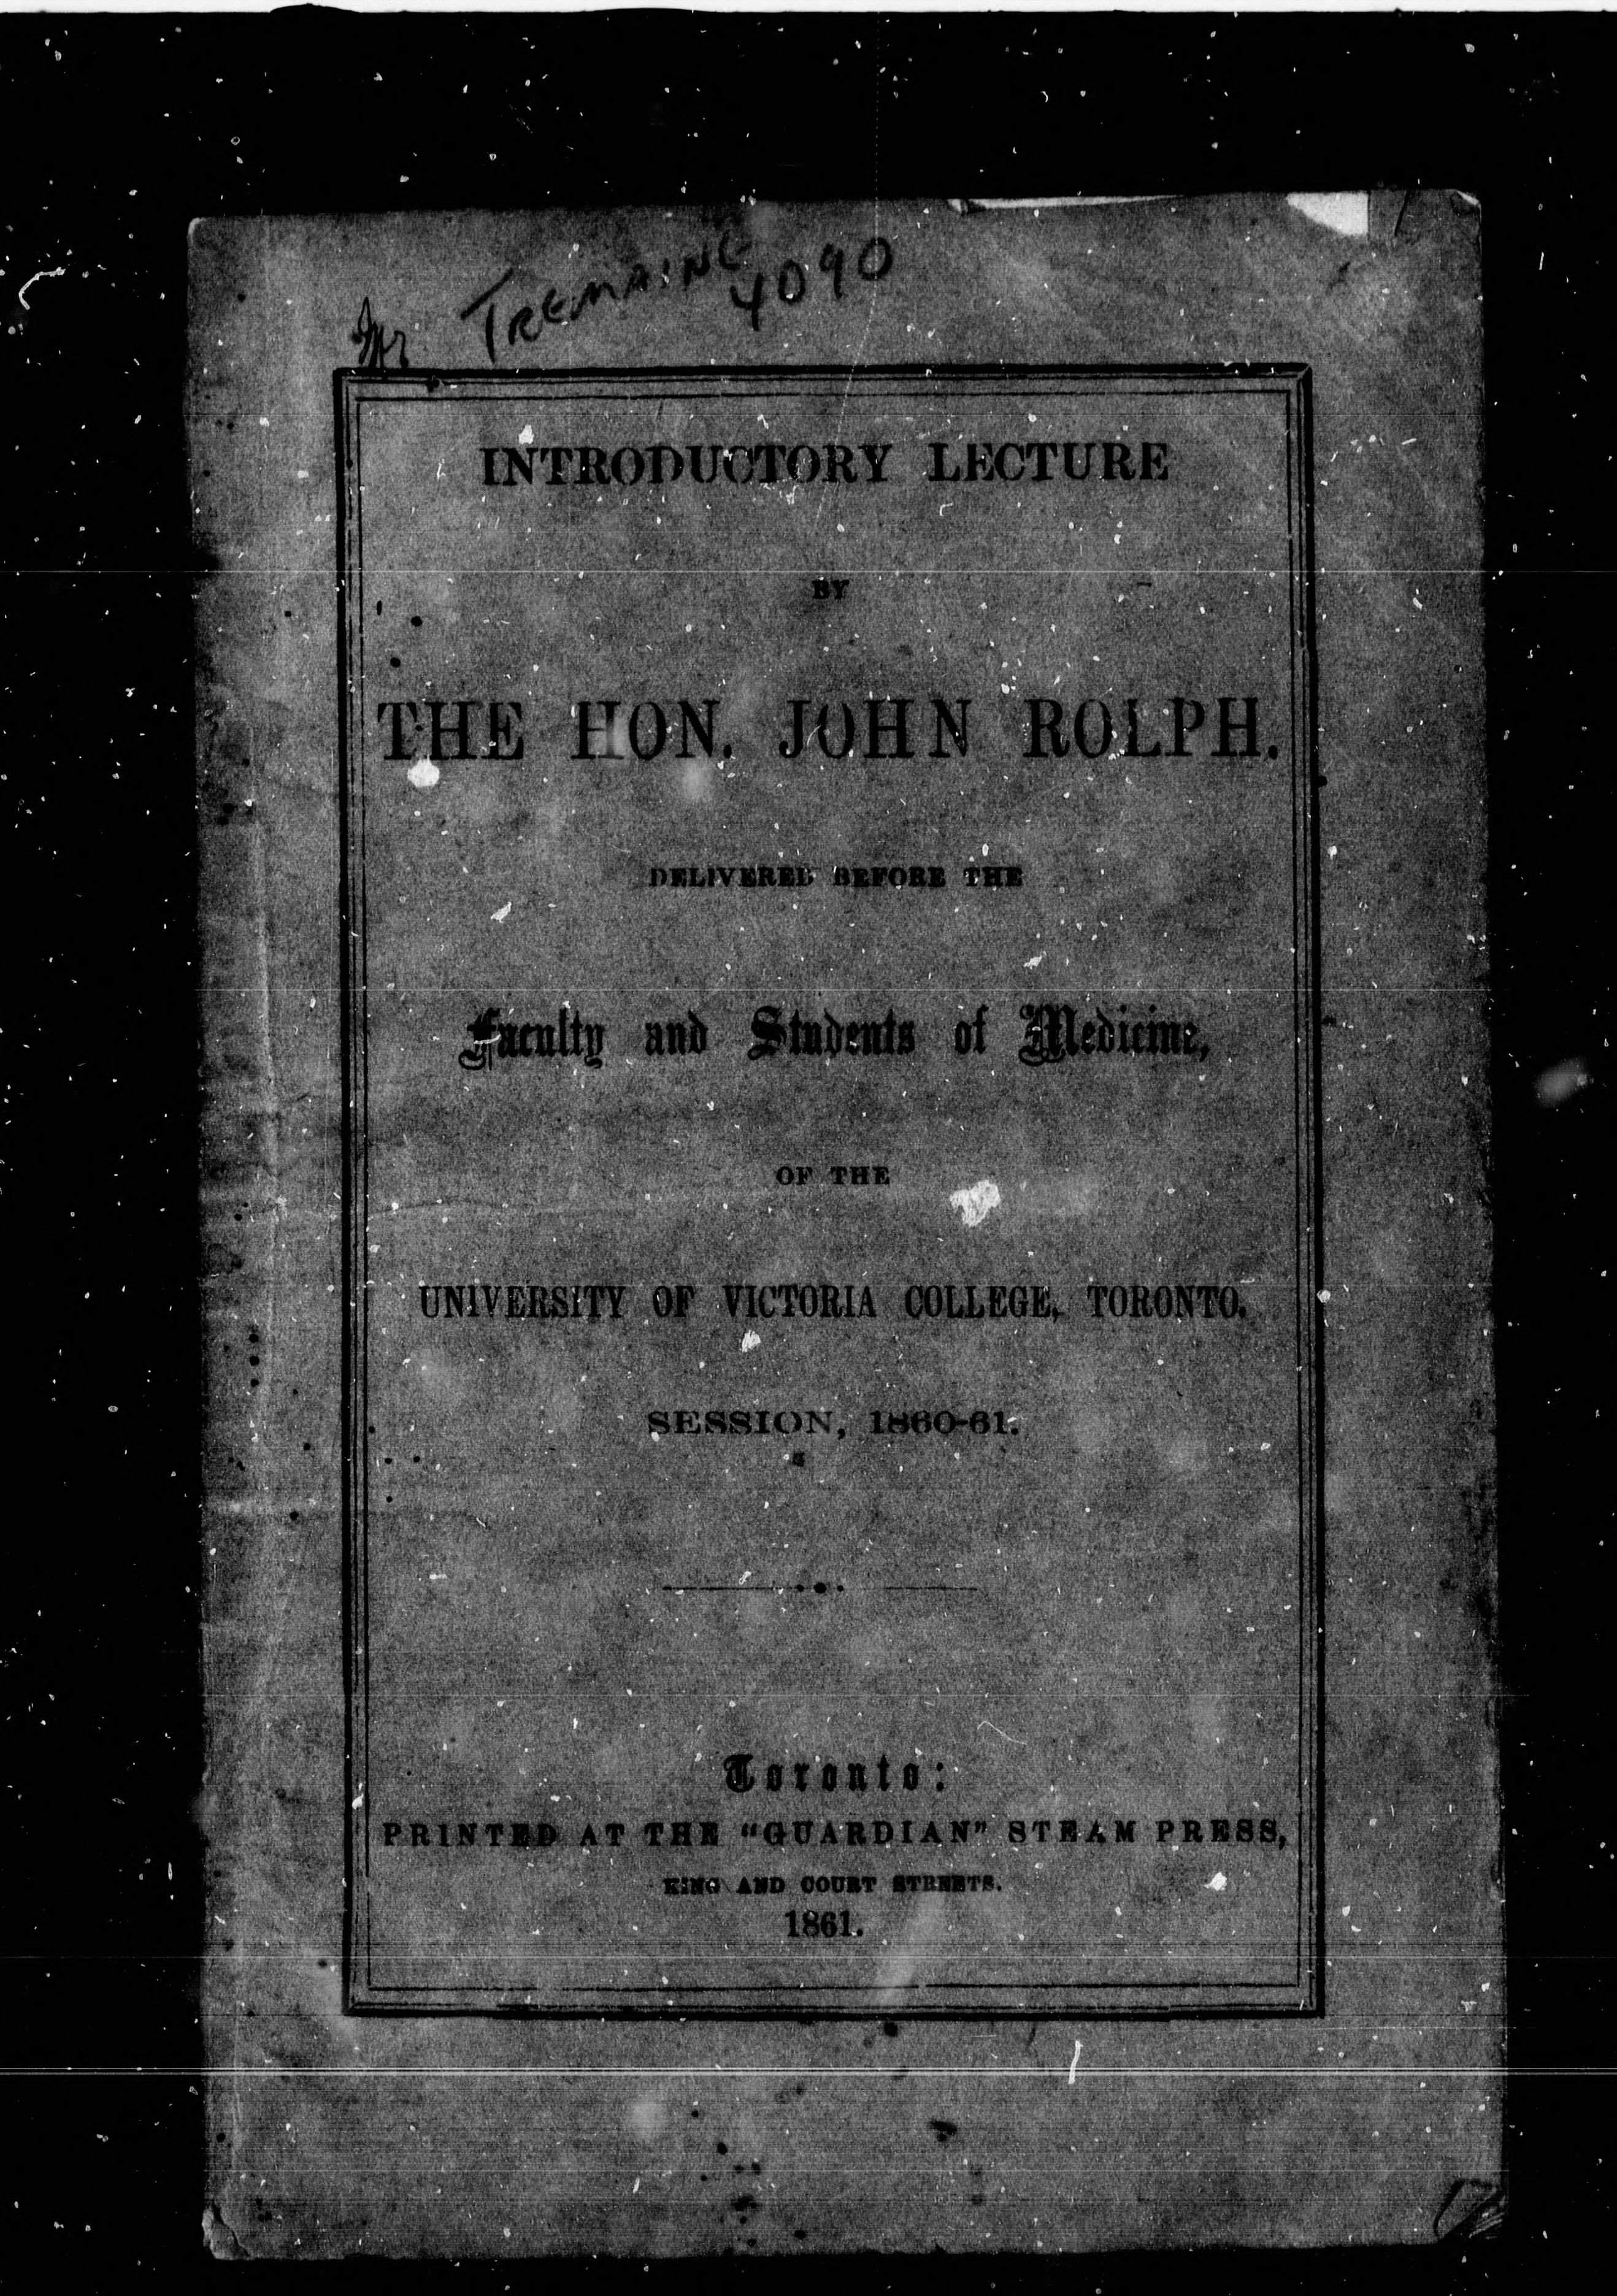 Mr. TREMAINE
4090
INTRODUCTORY LECTURE
BY
THE HON. JOHN ROLPH.
DELIVERED BEFORE THE
Faculty and Students of Medicine,
OF THE
UNIVERSITY OF VICTORIA COLLEGE, TORONTO.
SESSION, 1860-61.
Toronto:
PRINTED AT THE "GUARDIAN" STEAM PRESS,
KING AND COURT STREETS.
1861.